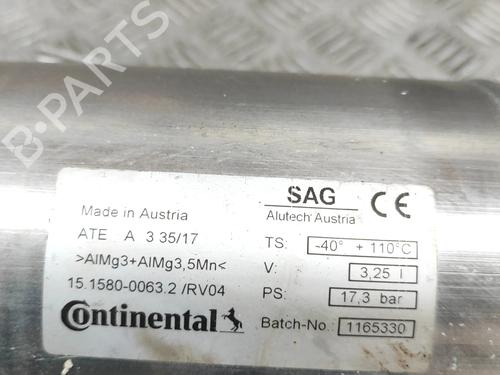 SAG CE
Made in Austria
Alutech Austria
ATE A 3 35/17
TS: -40° + 110°C
>AlMg3+AlMg3,5Mn<
V: 3,25 l
15.1580-0063.2 /RV04
PS: 17,3 bar
Continental
Batch-No.: 1165330
B-PARTS